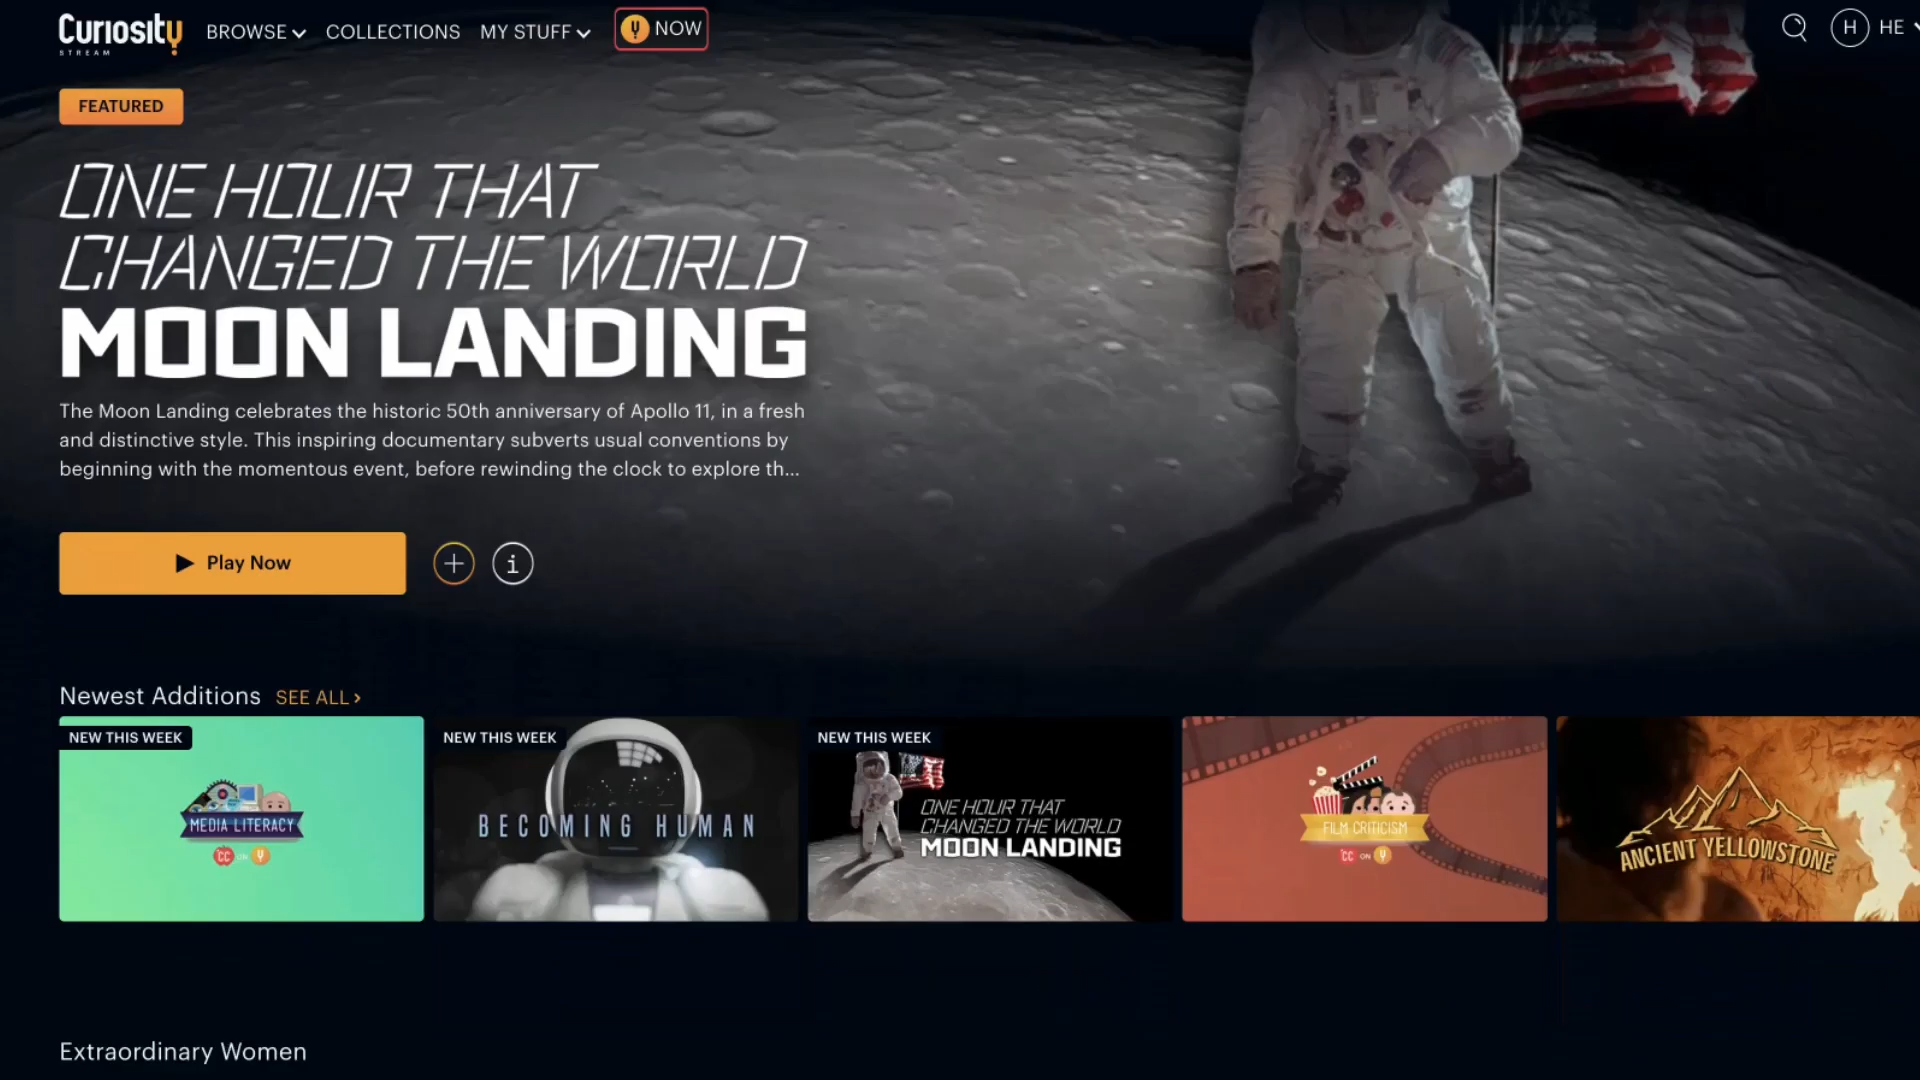 Curiosity
STREAM
BROWSE
COLLECTIONS
MY STUFF
NOW
H
HE
FEATURED
ONE HOUR THAT
CHANGED THE WORLD
MOON LANDING
The Moon Landing celebrates the historic 50th anniversary of Apollo 11, in a fresh
and distinctive style. This inspiring documentary subverts usual conventions by
beginning with the momentous event, before rewinding the clock to explore th...
Play Now
i
Newest Additions SEE ALL >
NEW THIS WEEK
MEDIA LITERACY
CC ON
NEW THIS WEEK
BECOMING HUMAN
NEW THIS WEEK
ONE HOUR THAT
CHANGED THE WORLD
MOON LANDING
FILM CRITICISM
CC ON
ANCIENT YELLOWSTONE
Extraordinary Women